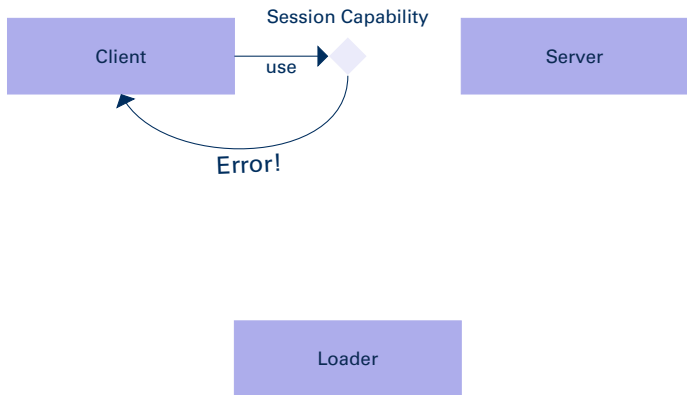 Session Capability
Client
use
Server
Error!
Loader